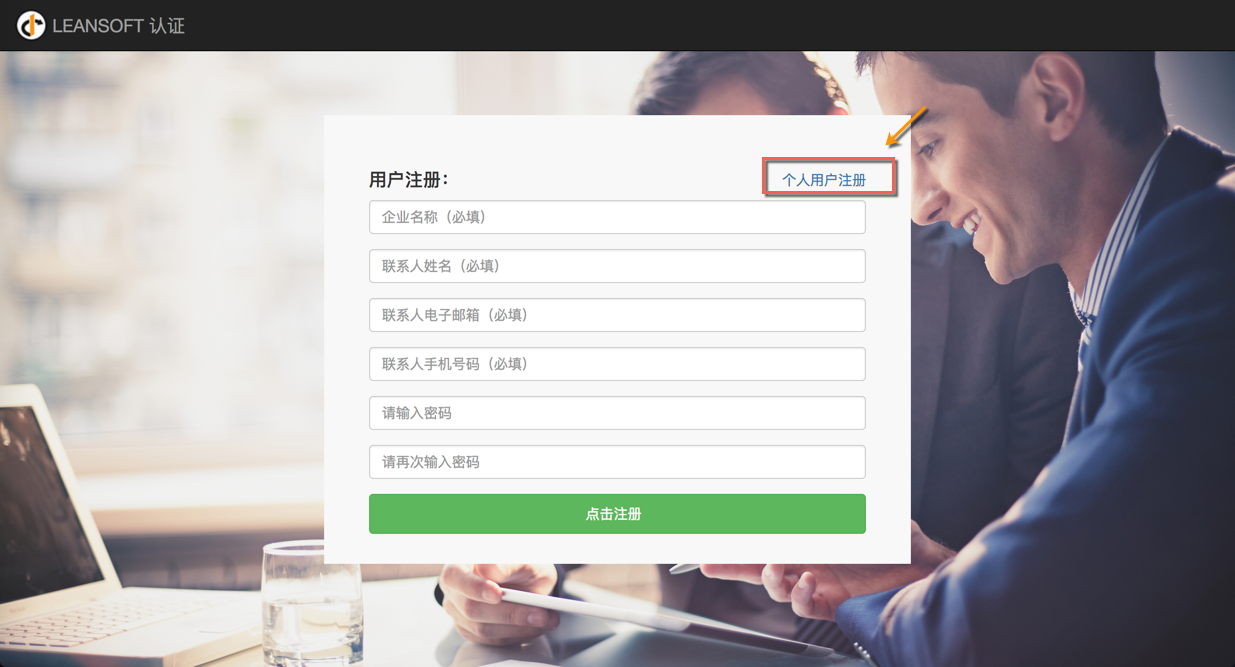 LEANSOFT 认证
用户注册：
个人用户注册
企业名称（必填）
联系人姓名（必填）
联系人电子邮箱（必填）
联系人手机号码（必填）
请输入密码
请再次输入密码
点击注册